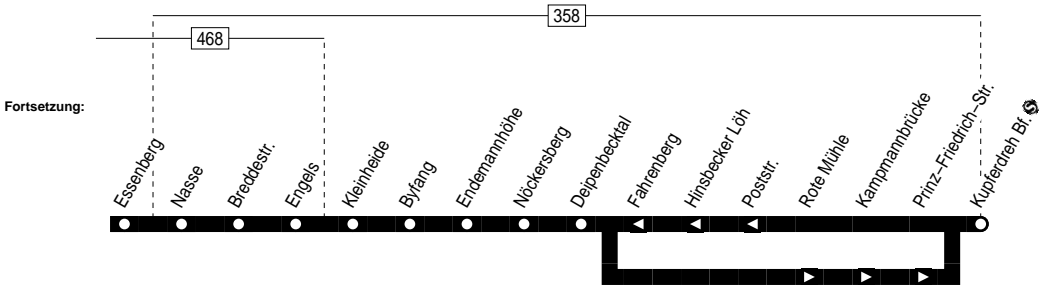 358
468
Fortsetzung:
Essenberg
Nasse
Breddestr.
Engels
Kleinheide
Byfang
Endemannhöhe
Nöckersberg
Deipenbecktal
Fahrenberg
Hinsbecker Löh
Poststr.
Rote Mühle
Kampmannbrücke
Prinz-Friedrich-Str.
Kupferdreh Bf. S